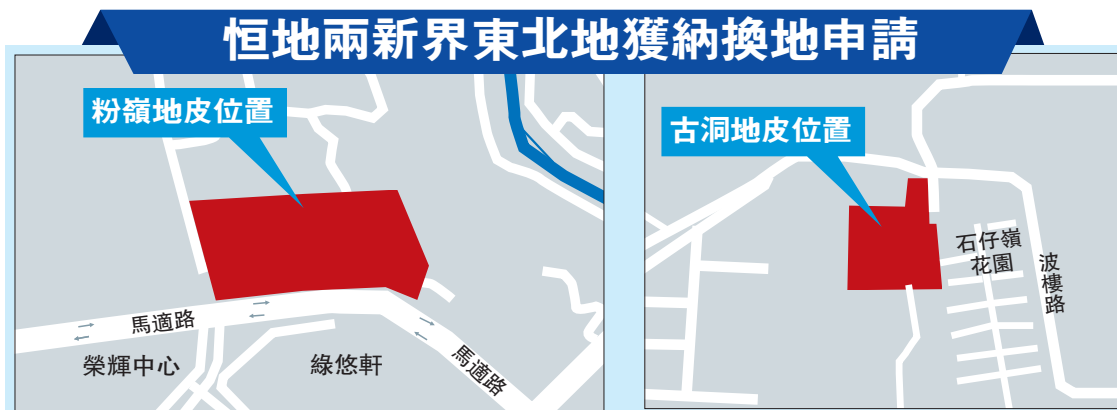 恒地兩新界東北地獲納換地申請
粉嶺地皮位置
馬適路
榮輝中心
綠悠軒
馬適路
古洞地皮位置
石仔嶺
花園
波樓路